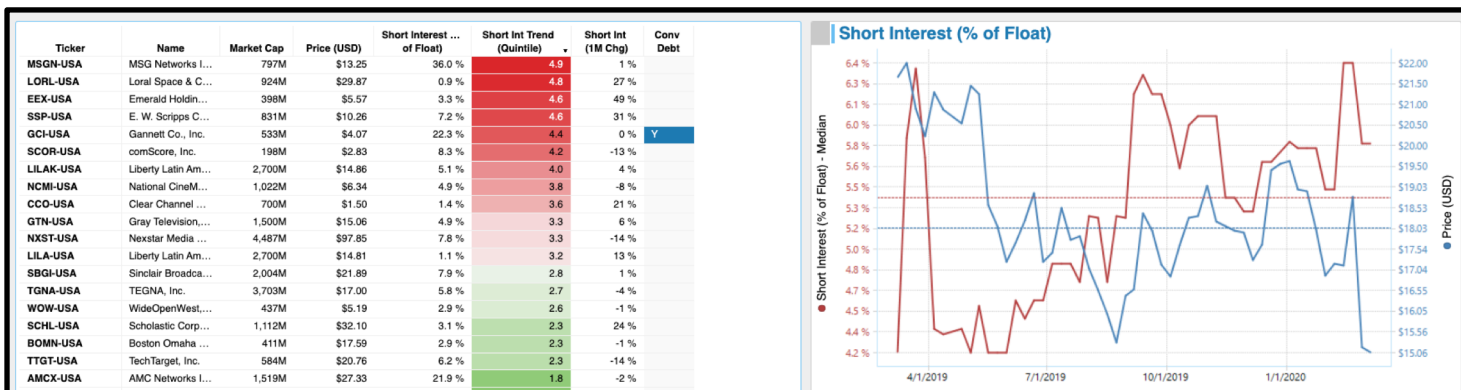 Short Interest ... Short Int Trend Short Int Conv
Ticker Name Market Cap Price (USD) of Float) (Quintile) (1M Chg) Debt
MSGN-USA MSG Networks I... 797M $13.25 36.0 % 4.9 1 %
LORL-USA Loral Space & C... 924M $29.87 0.9 % 4.8 27 %
EEX-USA Emerald Holdin... 398M $5.57 3.3 % 4.6 49 %
SSP-USA E. W. Scripps C... 831M $10.26 7.2 % 4.6 31 %
GCI-USA Gannett Co., Inc. 533M $4.07 22.3 % 4.4 0 % Y
SCOR-USA comScore, Inc. 198M $2.83 8.3 % 4.2 -13 %
LILAK-USA Liberty Latin Am... 2,700M $14.86 5.1 % 4.0 4 %
NCMI-USA National CineM... 1,022M $6.34 4.9 % 3.8 -8 %
CCO-USA Clear Channel ... 700M $1.50 1.4 % 3.6 21 %
GTN-USA Gray Television,... 1,500M $15.06 4.9 % 3.3 6 %
NXST-USA Nexstar Media ... 4,487M $97.85 7.8 % 3.3 -14 %
LILA-USA Liberty Latin Am... 2,700M $14.81 1.1 % 3.2 13 %
SBGI-USA Sinclair Broadca... 2,004M $21.89 7.9 % 2.8 1 %
TGNA-USA TEGNA, Inc. 3,703M $17.00 5.8 % 2.7 -4 %
WOW-USA WideOpenWest,... 437M $5.19 2.9 % 2.6 -1 %
SCHL-USA Scholastic Corp... 1,112M $32.10 3.1 % 2.3 24 %
BOMN-USA Boston Omaha ... 411M $17.59 2.9 % 2.3 -1 %
TTGT-USA TechTarget, Inc. 584M $20.76 6.2 % 2.3 -14 %
AMCX-USA AMC Networks I... 1,519M $27.33 21.9 % 1.8 -2 %
Short Interest (% of Float)
Short Interest (% of Float) - Median
6.4 %
6.3 %
6.1 %
6.0 %
5.8 %
5.6 %
5.5 %
5.3 %
5.2 %
5.0 %
4.8 %
4.7 %
4.5 %
4.4 %
4.2 %
$22.00
$21.50
$21.00
$20.50
$20.00
$19.50
$19.03
$18.53
$18.03
$17.54
$17.04
$16.55
$16.05
$15.56
$15.06
Price (USD)
4/1/2019 7/1/2019 10/1/2019 1/1/2020